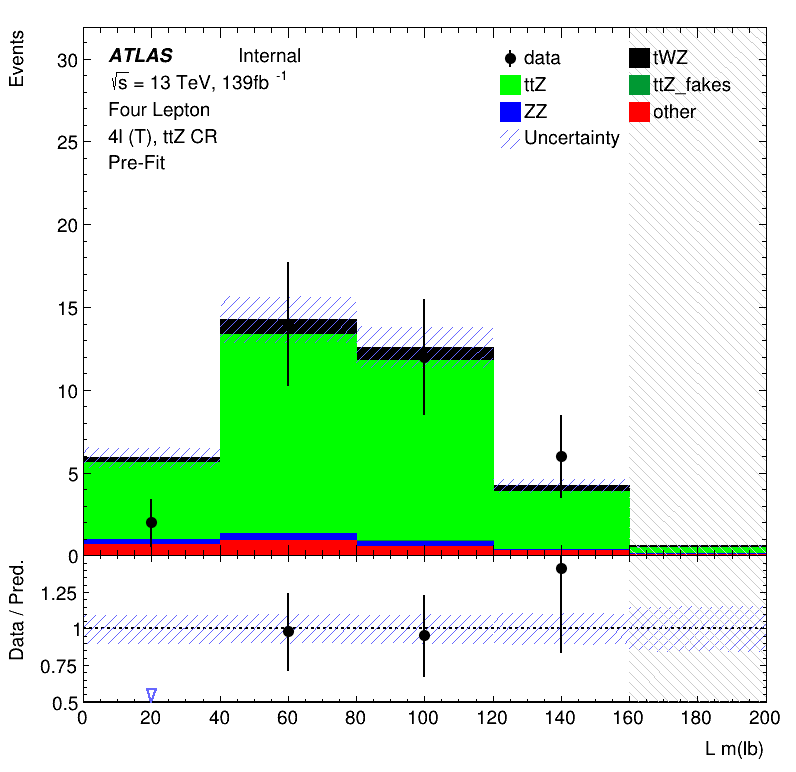 Events
30
25
20
15
10
5
0
ATLAS Internal
√s = 13 TeV, 139fb -1
Four Lepton
4l (T), ttZ CR
Pre-Fit
data
tWZ
ttZ
ttZ_fakes
ZZ
other
Uncertainty
Data / Pred.
1.25
1
0.75
0.5
0 20 40 60 80 100 120 140 160 180 200
L m(lb)